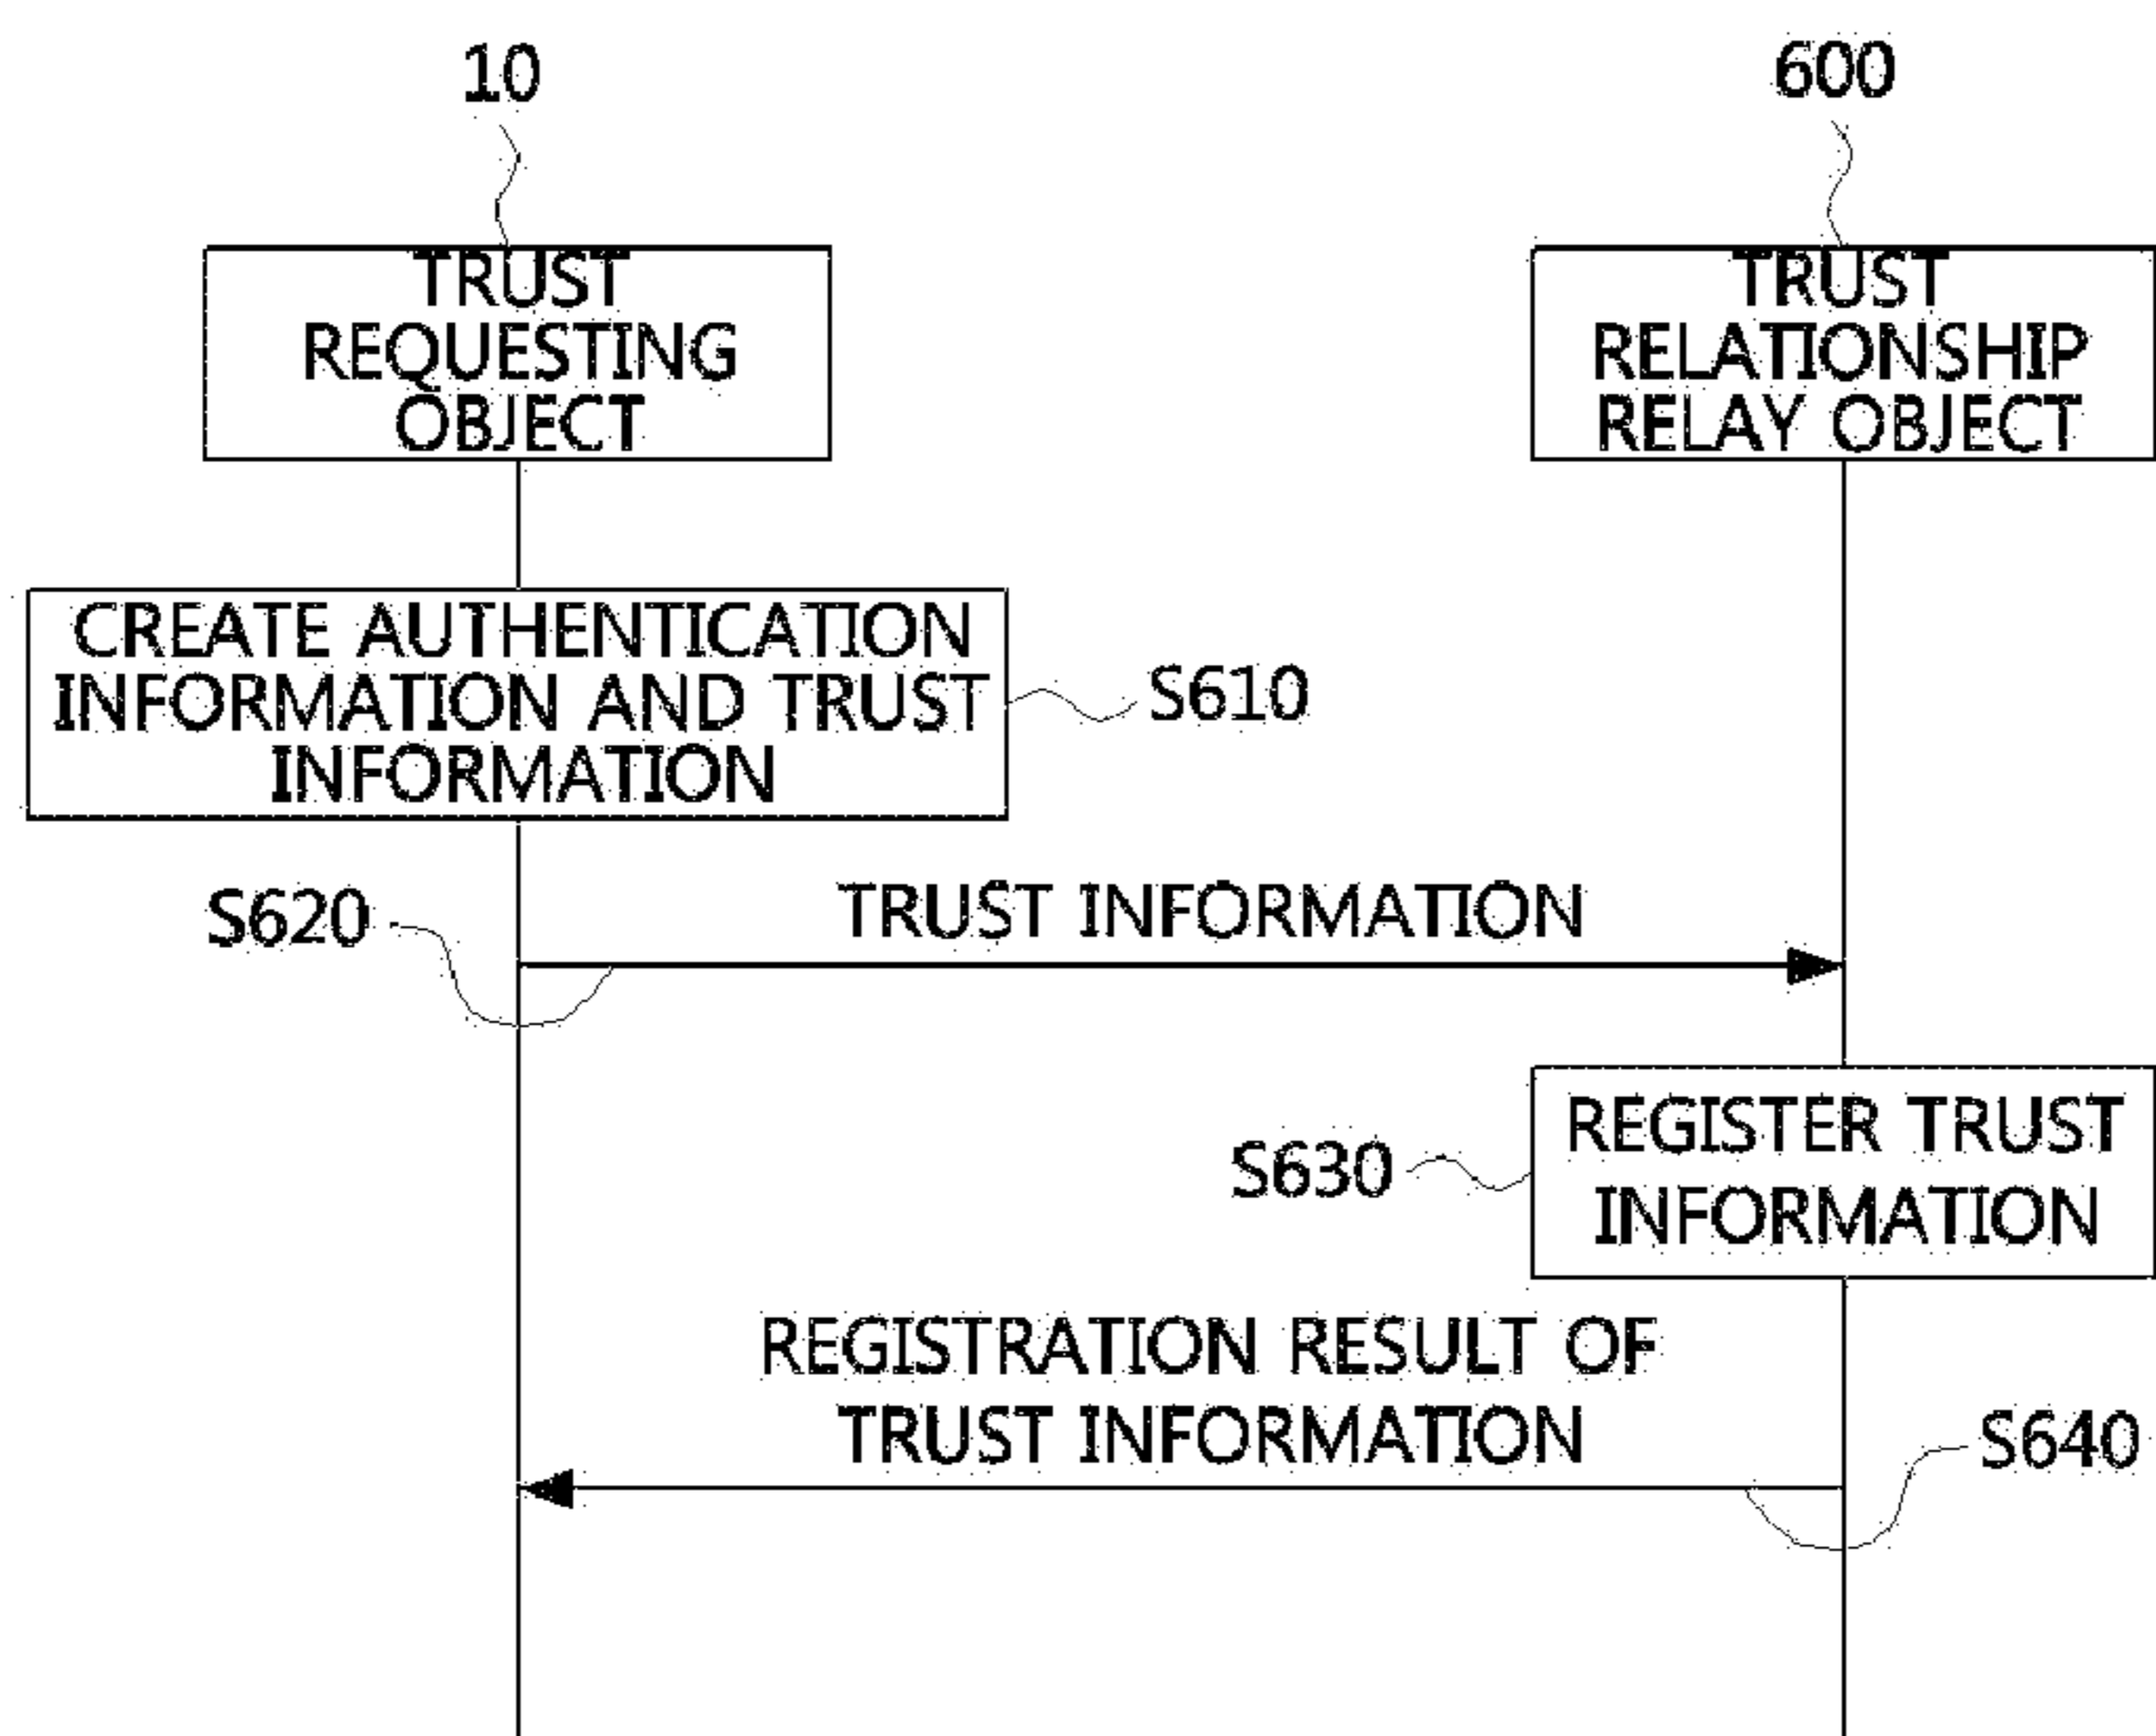 10
600
TRUST
REQUESTING
OBJECT
TRUST
RELATIONSHIP
RELAY OBJECT
CREATE AUTHENTICATION
INFORMATION AND TRUST
INFORMATION
S610
S620
TRUST INFORMATION
REGISTER TRUST
INFORMATION
S630
REGISTRATION RESULT OF
TRUST INFORMATION
S640